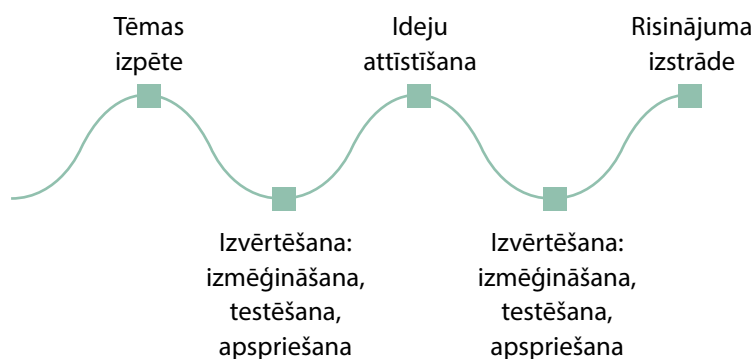 Tēmas
izpēte
Ideju
attīstīšana
Risinājuma
izstrāde
Izvērtēšana:
izmēģināšana,
testēšana,
apspriešana
Izvērtēšana:
izmēģināšana,
testēšana,
apspriešana